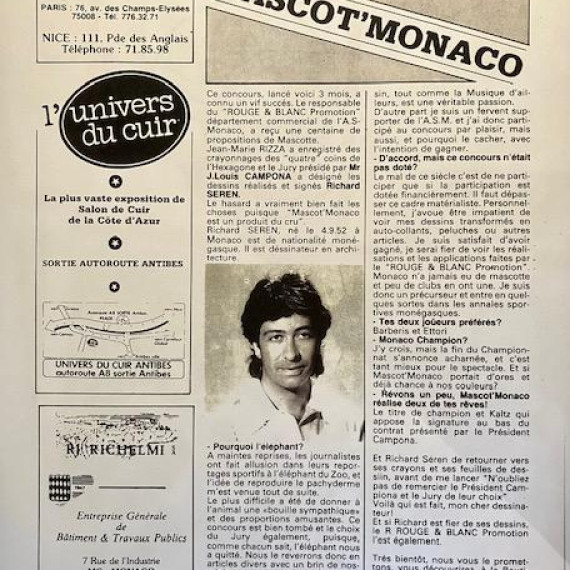 PARIS : 76, av. des Champs-Elysées
75008 - Tél. 776.32.71
NICE : 111, Pde des Anglais
Téléphone : 71.85.98
MASCOT'MONACO
l'univers
du cuir
La plus vaste exposition de
Salon de Cuir
de la Côte d'Azur
SORTIE AUTOROUTE ANTIBES
UNIVERS DU CUIR ANTIBES
autoroute A8 sortie Antibes
RICHELMI
Entreprise Générale
de
Bâtiment & Travaux Publics
7 Rue de l'Industrie
MC - MONACO
Ce concours, lancé voici 3 mois, a
connu un vif succés. Le responsable
du "ROUGE & BLANC Promotion"
département commercial de l'A.S-
Monaco, a reçu une centaine de
propositions de Mascotte.
Jean-Marie RIZZA a enregistré des
crayonnages des "quatre" coins de
l'Hexagone et le Jury présidé par Mr
J.Louis CAMPONA a désigné les
dessins réalisés et signés Richard
SEREN.
Le hasard a vraiment bien fait les
choses puisque "Mascot'Monaco
est un produit du cru".
Richard SEREN, né le 4.9.52 à
Monaco est de nationalité moné-
gasque. Il est déssinateur en archi-
tecture.
- Pourquoi l'eléphant?
A maintes reprises, les journalistes
ont fait allusion dans leurs repor-
tages sportifs à l'éléphant du Zoo, et
l'idée de reproduire le pachyderme
m'est venue tout de suite.
Le plus difficile a été de donner à
l'animal une «bouille sympathique»
et des proportions amusantes. Ce
concours est bien tombé et le choix
du Jury également, puisque,
comme chacun sait, l'éléphant nous
a quitté. Nous le reverrons donc en
articles divers avec un brin de nos-
sin, tout comme la Musique d'ail-
leurs, est une véritable passion.
D'autre part je suis un fervent sup-
porter de l'A.S.M. et j'ai donc parti-
cipé au concours par plaisir, mais
aussi, et pourquoi le cacher, avec
l'intention de gagner.
- D'accord, mais ce concours n'était
pas doté?
Le mal de ce siècle c'est de ne parti-
ciper que si la participation est
dotée financièrement. Il faut dépas-
ser ce cadre matérialiste. Personnel-
lement, j'avoue être impatient de
voir mes dessins transformés en
auto-collants, peluches ou autres
articles. Je suis satisfait d'avoir
gagné, je serai fier de voir les réali-
sations et les applications faites par
le "ROUGE & BLANC Promotion".
Monaco n'a jamais eu de mascotte
et peu de clubs en ont une. Je suis
donc un précurseur et entre en quel-
ques sortes dans les annales spor-
tives monégasques.
- Tes deux joueurs préférés?
Barberis et Ettori
- Monaco Champion?
J'y crois, mais la fin du Champion-
nat s'annonce acharnée, et c'est
tant mieux pour le spectacle. Et si
Mascot'Monaco portait d'ores et
déjà chance à nos couleurs?
- Rêvons un peu, Mascot'Monaco
réalise deux de tes rêves!
Le titre de champion et Kaltz qui
appose la signature au bas du
contrat présenté par le Président
Campona.
Et Richard Séren de retourner vers
ses crayons et ses feuilles de des-
siin, avant de me lancer "N'oubliez
pas de remercier le Président Cam-
pona et le Jury de leur choix"
Voilà qui est fait, mon cher dessina-
teur!
Et si Richard est fier de ses dessins,
le R ROUGE & BLANC Promotion
l'est également.
Très bientôt, nous vous le promet-